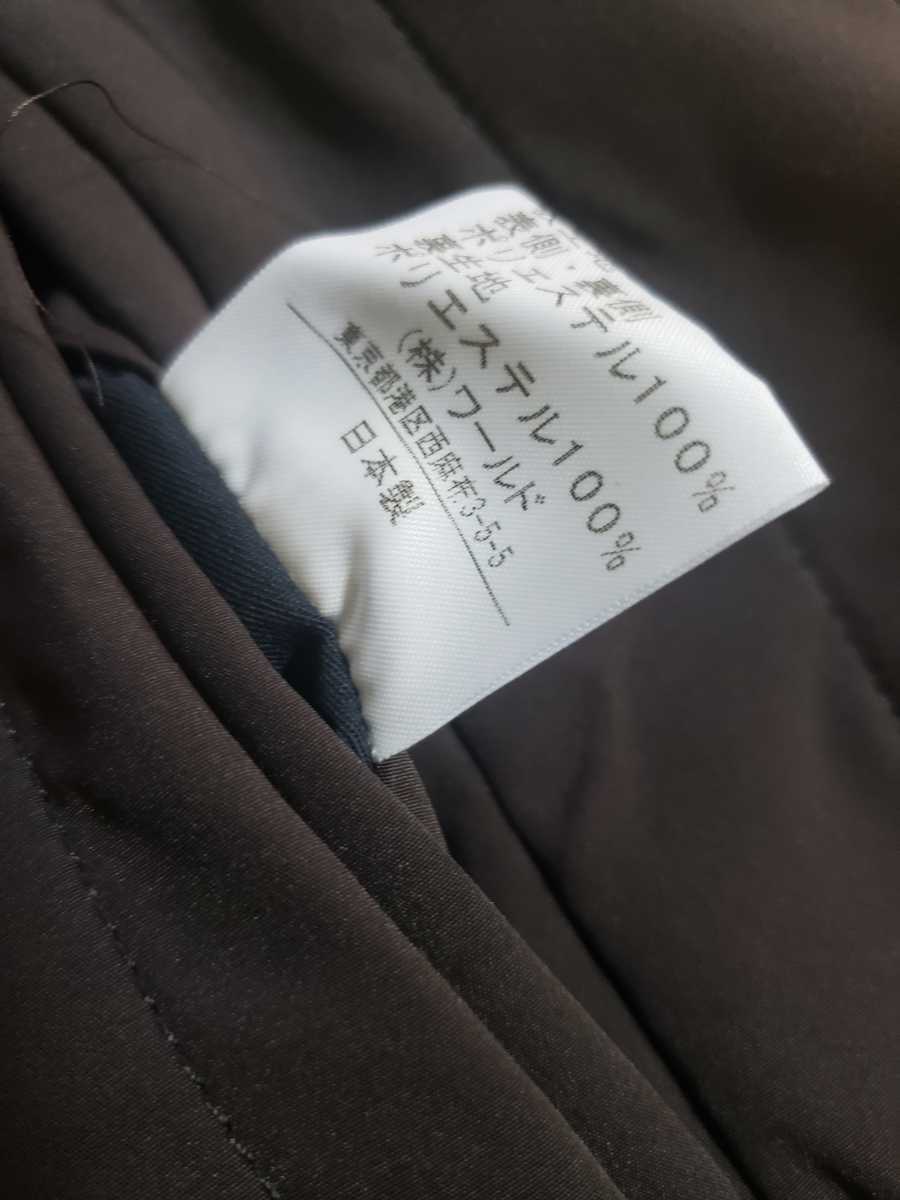 表側・裏側
ポリエステル100%
裏生地
ポリエステル100%
(株)ワールド
東京都港区西麻布3-5-5
日本製